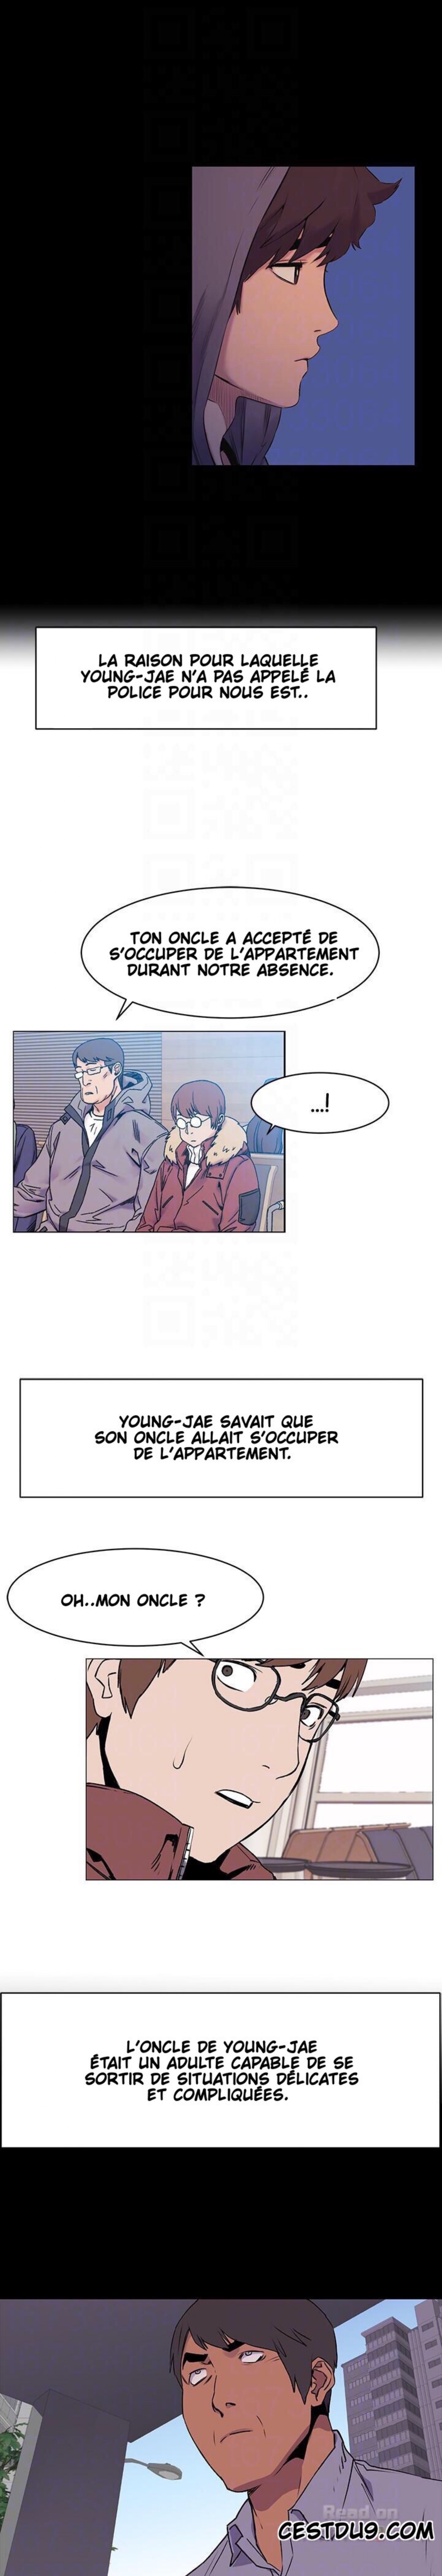 LA RAISON POUR LAQUELLE
YOUNG-JAE N'A PAS APPELÉ LA
POLICE POUR NOUS EST..
TON ONCLE A ACCEPTÉ DE
S'OCCUPER DE L'APPARTEMENT
DURANT NOTRE ABSENCE.
...!
YOUNG-JAE SAVAIT QUE
SON ONCLE ALLAIT S'OCCUPER
DE L'APPARTEMENT.
OH..MON ONCLE ?
L'ONCLE DE YOUNG-JAE
ÉTAIT UN ADULTE CAPABLE DE SE
SORTIR DE SITUATIONS DÉLICATES
ET COMPLIQUÉES.
Read on
CESTDU9.COM